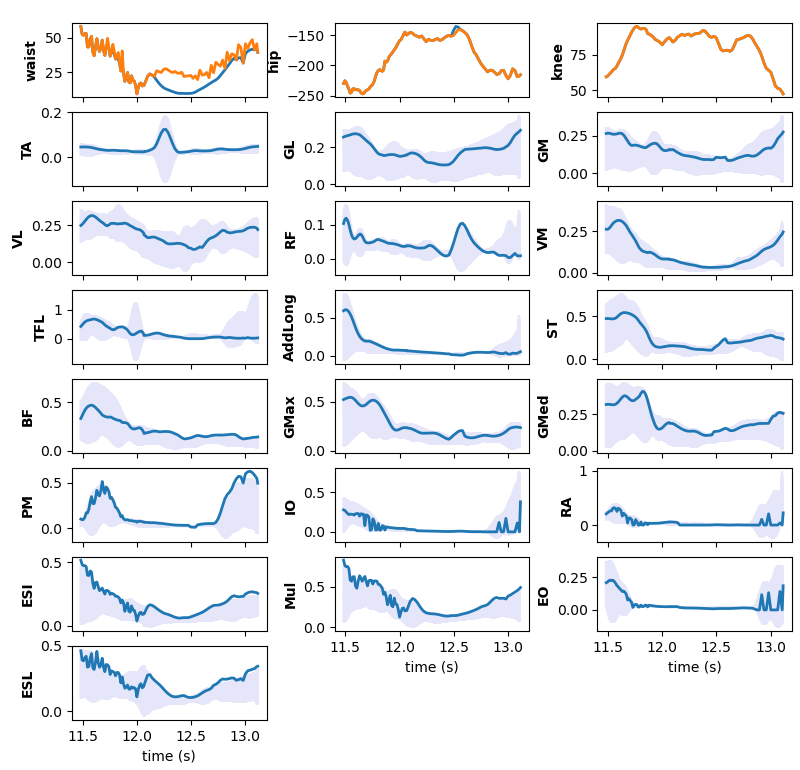 waist
50
25
hip
−150
−200
−250
knee
75
50
TA
0.2
0.0
GL
0.2
0.0
GM
0.25
0.00
VL
0.25
0.00
RF
0.1
0.0
VM
0.25
0.00
TFL
1
0
AddLong
0.5
0.0
ST
0.5
0.0
BF
0.5
0.0
GMax
0.5
0.0
GMed
0.25
0.00
PM
0.5
0.0
IO
0.5
0.0
RA
1
0
ESI
0.5
0.0
Mul
0.5
0.0
11.5 12.0 12.5 13.0
time (s)
EO
0.25
0.00
11.5 12.0 12.5 13.0
time (s)
ESL
0.5
0.0
11.5 12.0 12.5 13.0
time (s)